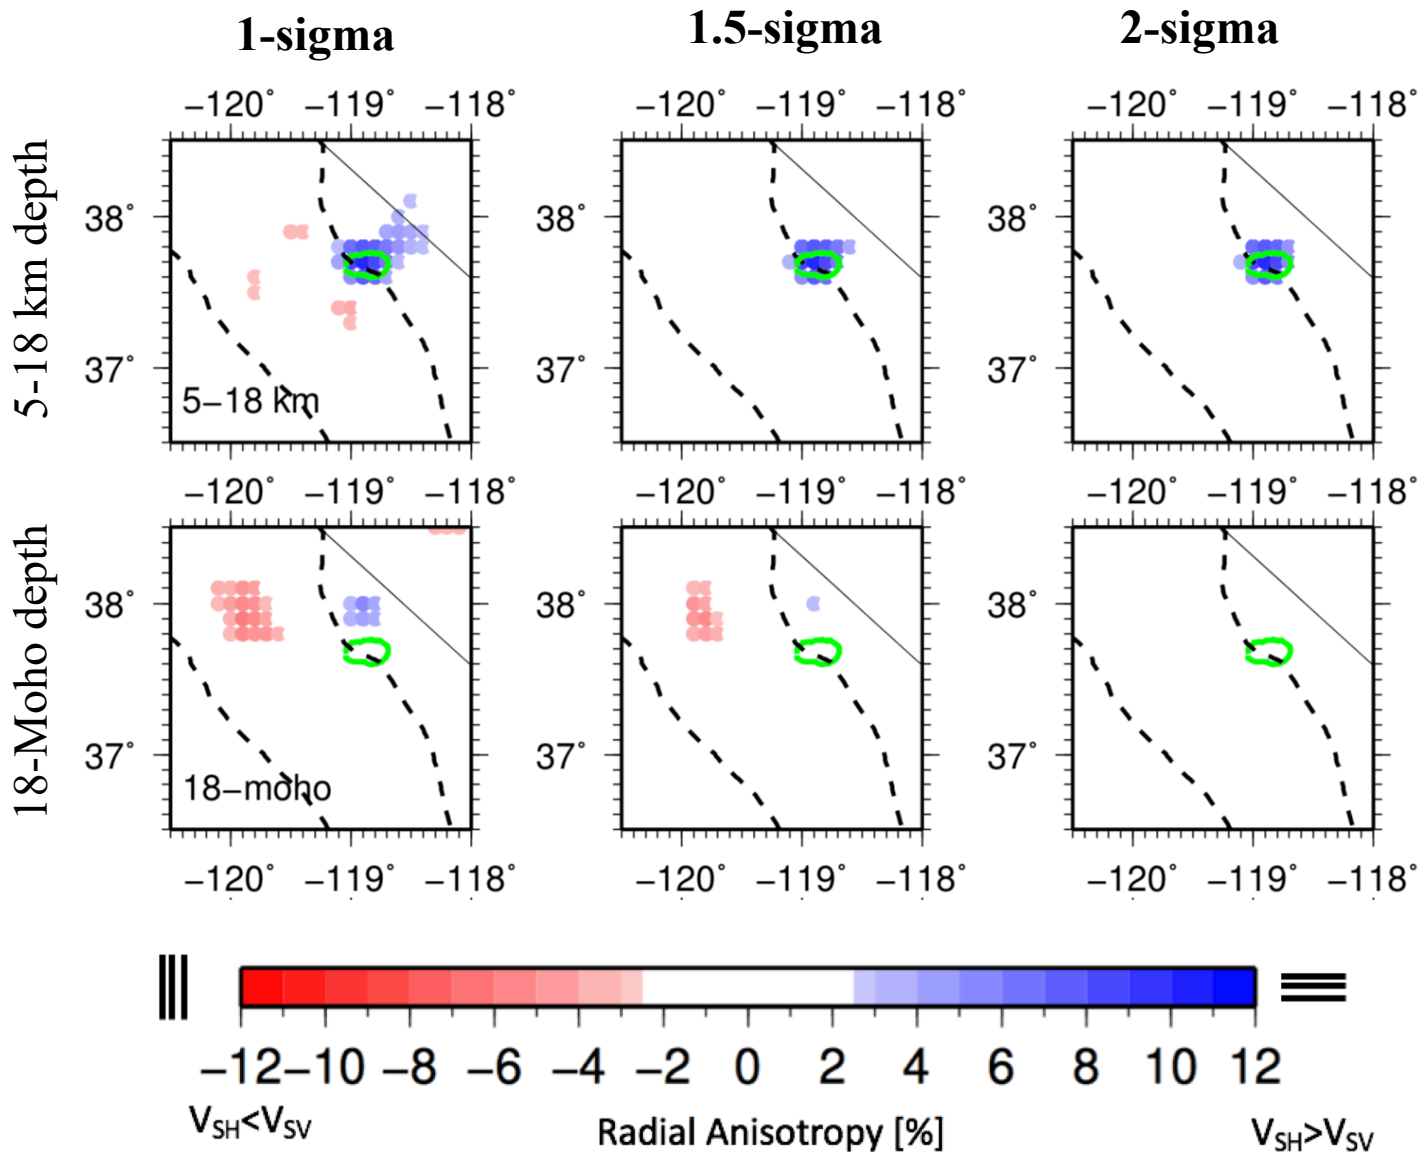 1-sigma 1.5-sigma 2-sigma
−120° −119° −118° −120° −119° −118° −120° −119° −118°
5-18 km depth
38° 38° 38°
37° 37° 37°
5−18 km
−120° −119° −118° −120° −119° −118° −120° −119° −118°
18-Moho depth
38° 38° 38°
37° 37° 37°
18−moho
−120° −119° −118° −120° −119° −118° −120° −119° −118°
−12 −10 −8 −6 −4 −2 0 2 4 6 8 10 12
VSH<VSV Radial Anisotropy [%] VSH>VSV